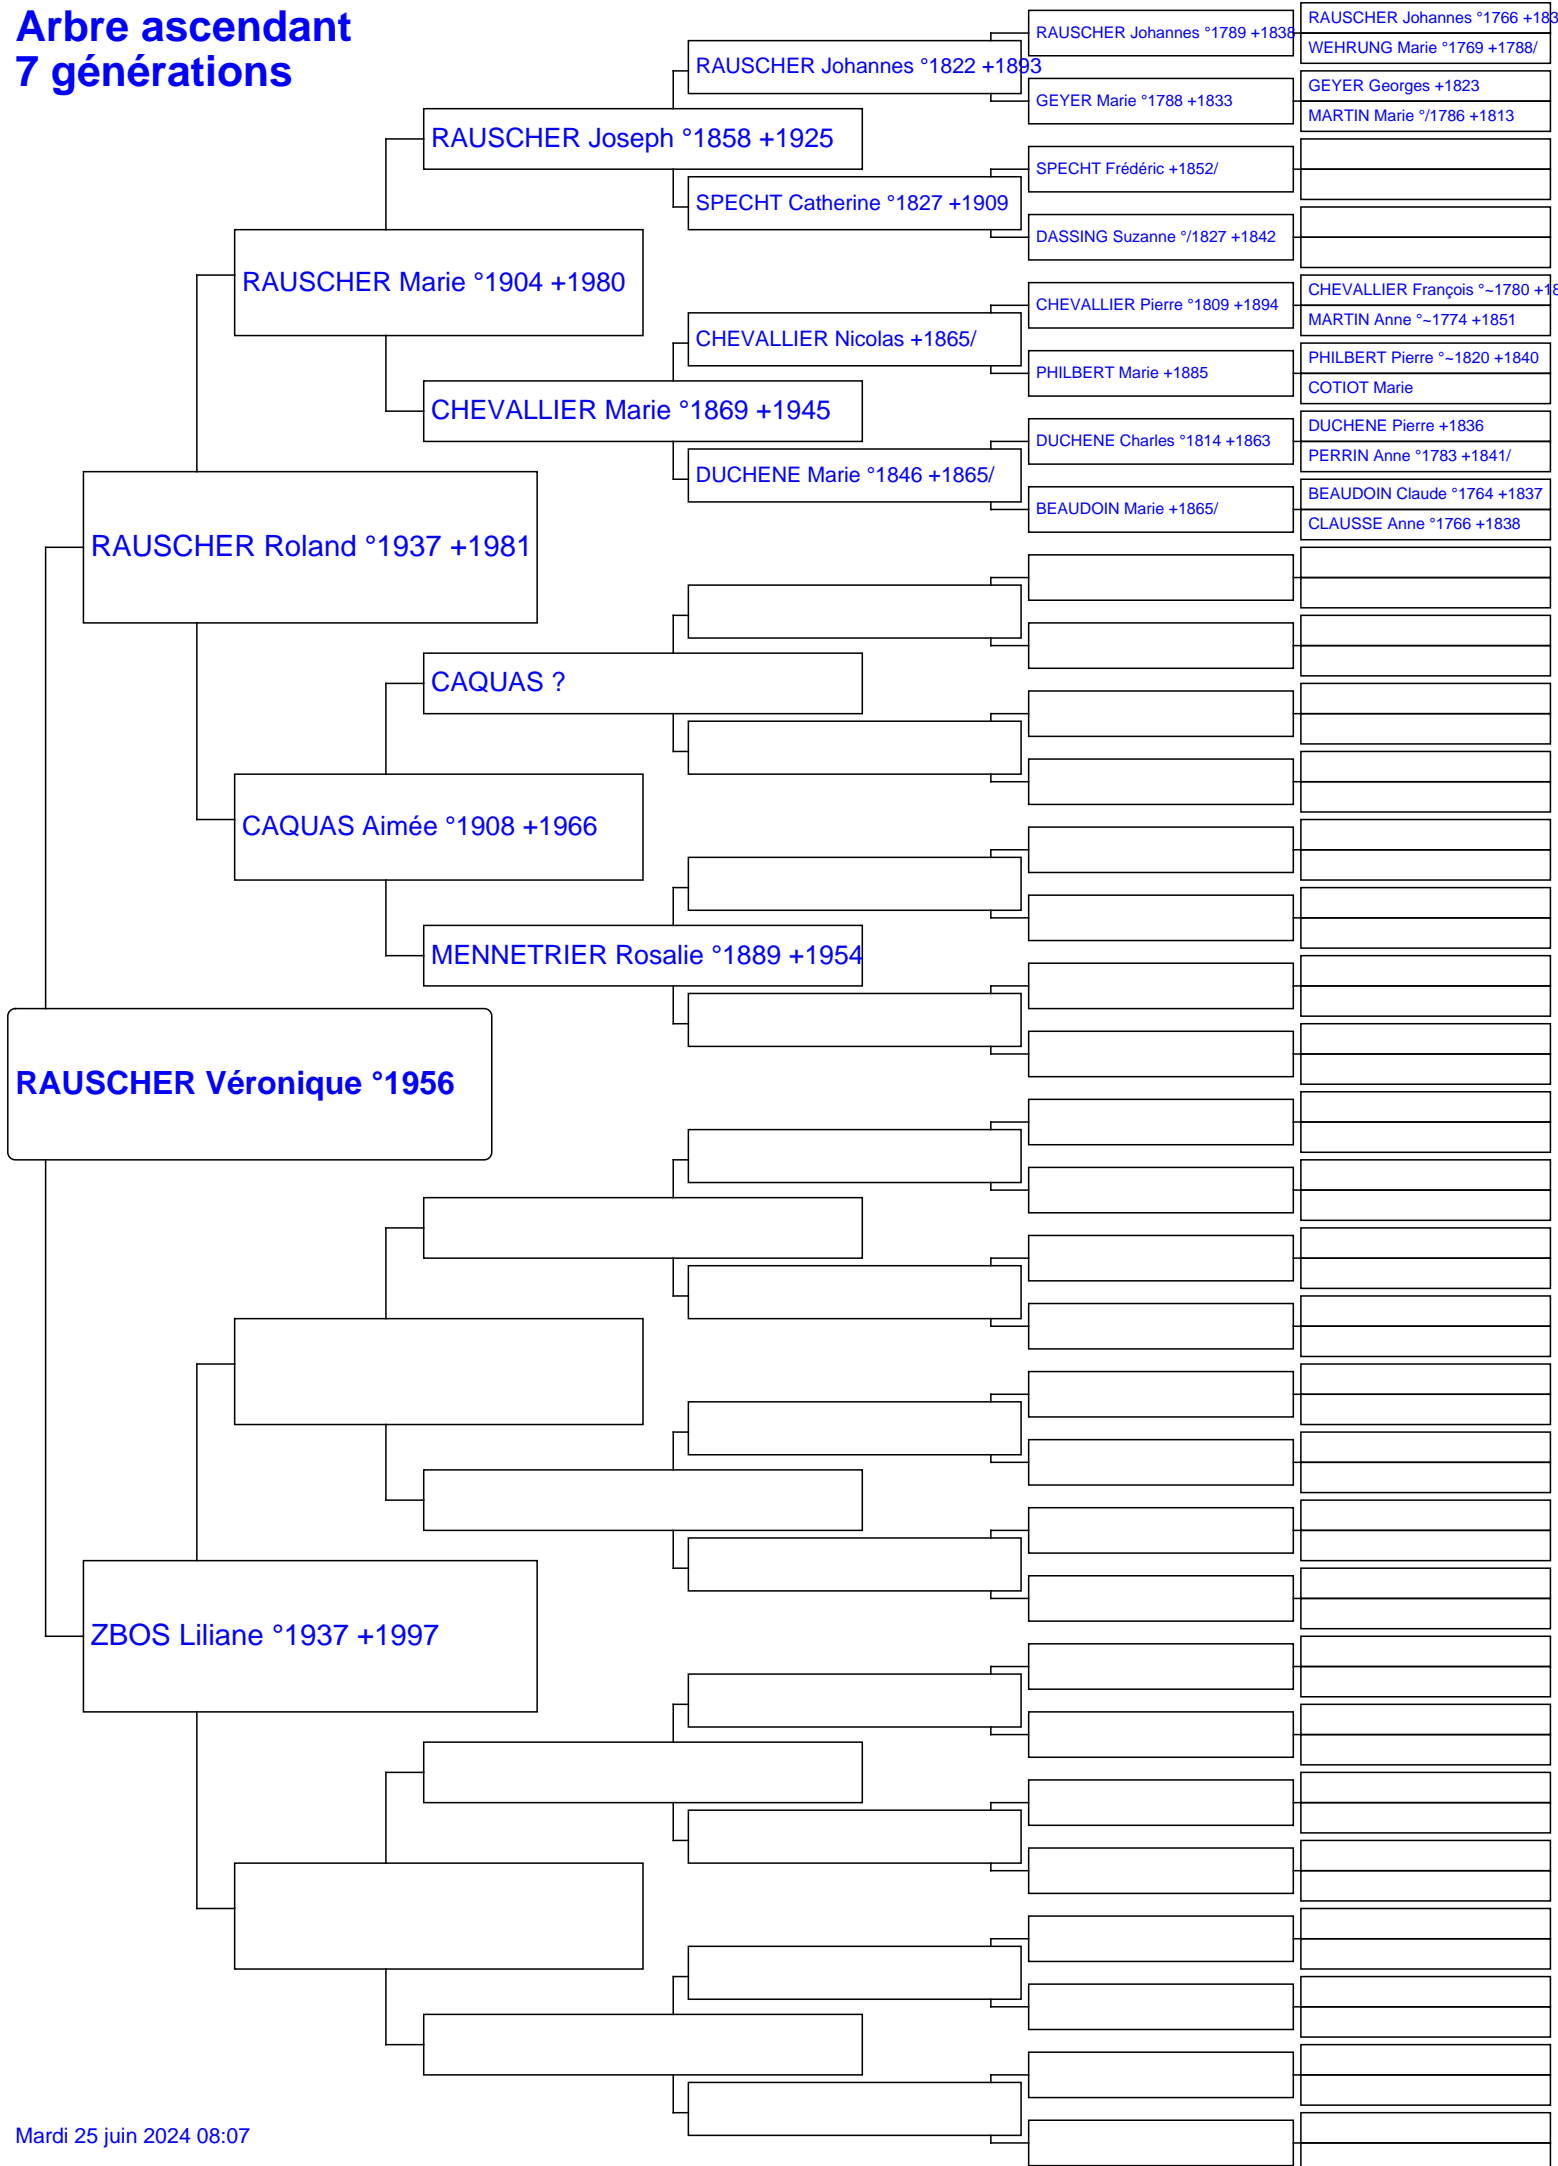 Arbre ascendant
7 générations
RAUSCHER Johannes °1766 +183
RAUSCHER Johannes °1789 +1838
WEHRUNG Marie °1769 +1788/
RAUSCHER Johannes °1822 +1893
GEYER Georges +1823
GEYER Marie °1788 +1833
MARTIN Marie °/1786 +1813
RAUSCHER Joseph °1858 +1925
SPECHT Frédéric +1852/
SPECHT Catherine °1827 +1909
DASSING Suzanne °/1827 +1842
RAUSCHER Marie °1904 +1980
CHEVALLIER François °~1780 +18
CHEVALLIER Pierre °1809 +1894
MARTIN Anne °~1774 +1851
CHEVALLIER Nicolas +1865/
PHILBERT Pierre °~1820 +1840
PHILBERT Marie +1885
COTIOT Marie
CHEVALLIER Marie °1869 +1945
DUCHENE Pierre +1836
DUCHENE Charles °1814 +1863
PERRIN Anne °1783 +1841/
DUCHENE Marie °1846 +1865/
BEAUDOIN Claude °1764 +1837
BEAUDOIN Marie +1865/
CLAUSSE Anne °1766 +1838
RAUSCHER Roland °1937 +1981
CAQUAS ?
CAQUAS Aimée °1908 +1966
MENNETRIER Rosalie °1889 +1954
RAUSCHER Véronique °1956
ZBOS Liliane °1937 +1997
Mardi 25 juin 2024 08:07